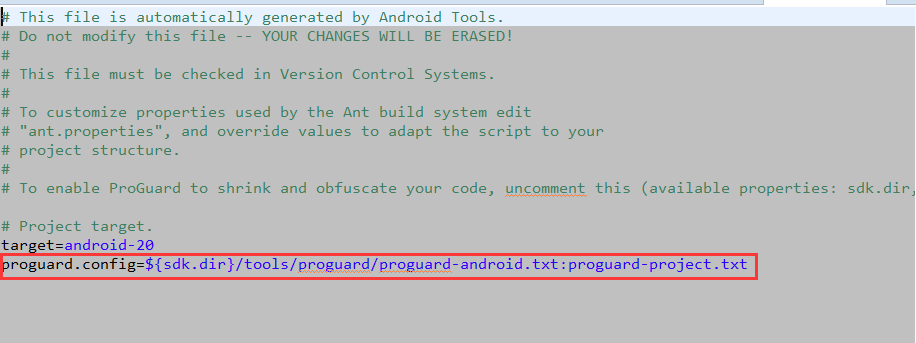 # This file is automatically generated by Android Tools.
# Do not modify this file -- YOUR CHANGES WILL BE ERASED!
#
# This file must be checked in Version Control Systems.
#
# To customize properties used by the Ant build system edit
# "ant.properties", and override values to adapt the script to your
# project structure.
#
# To enable ProGuard to shrink and obfuscate your code, uncomment this (available properties: sdk.dir,
# Project target.
target=android-20
proguard.config=${sdk.dir}/tools/proguard/proguard-android.txt:proguard-project.txt